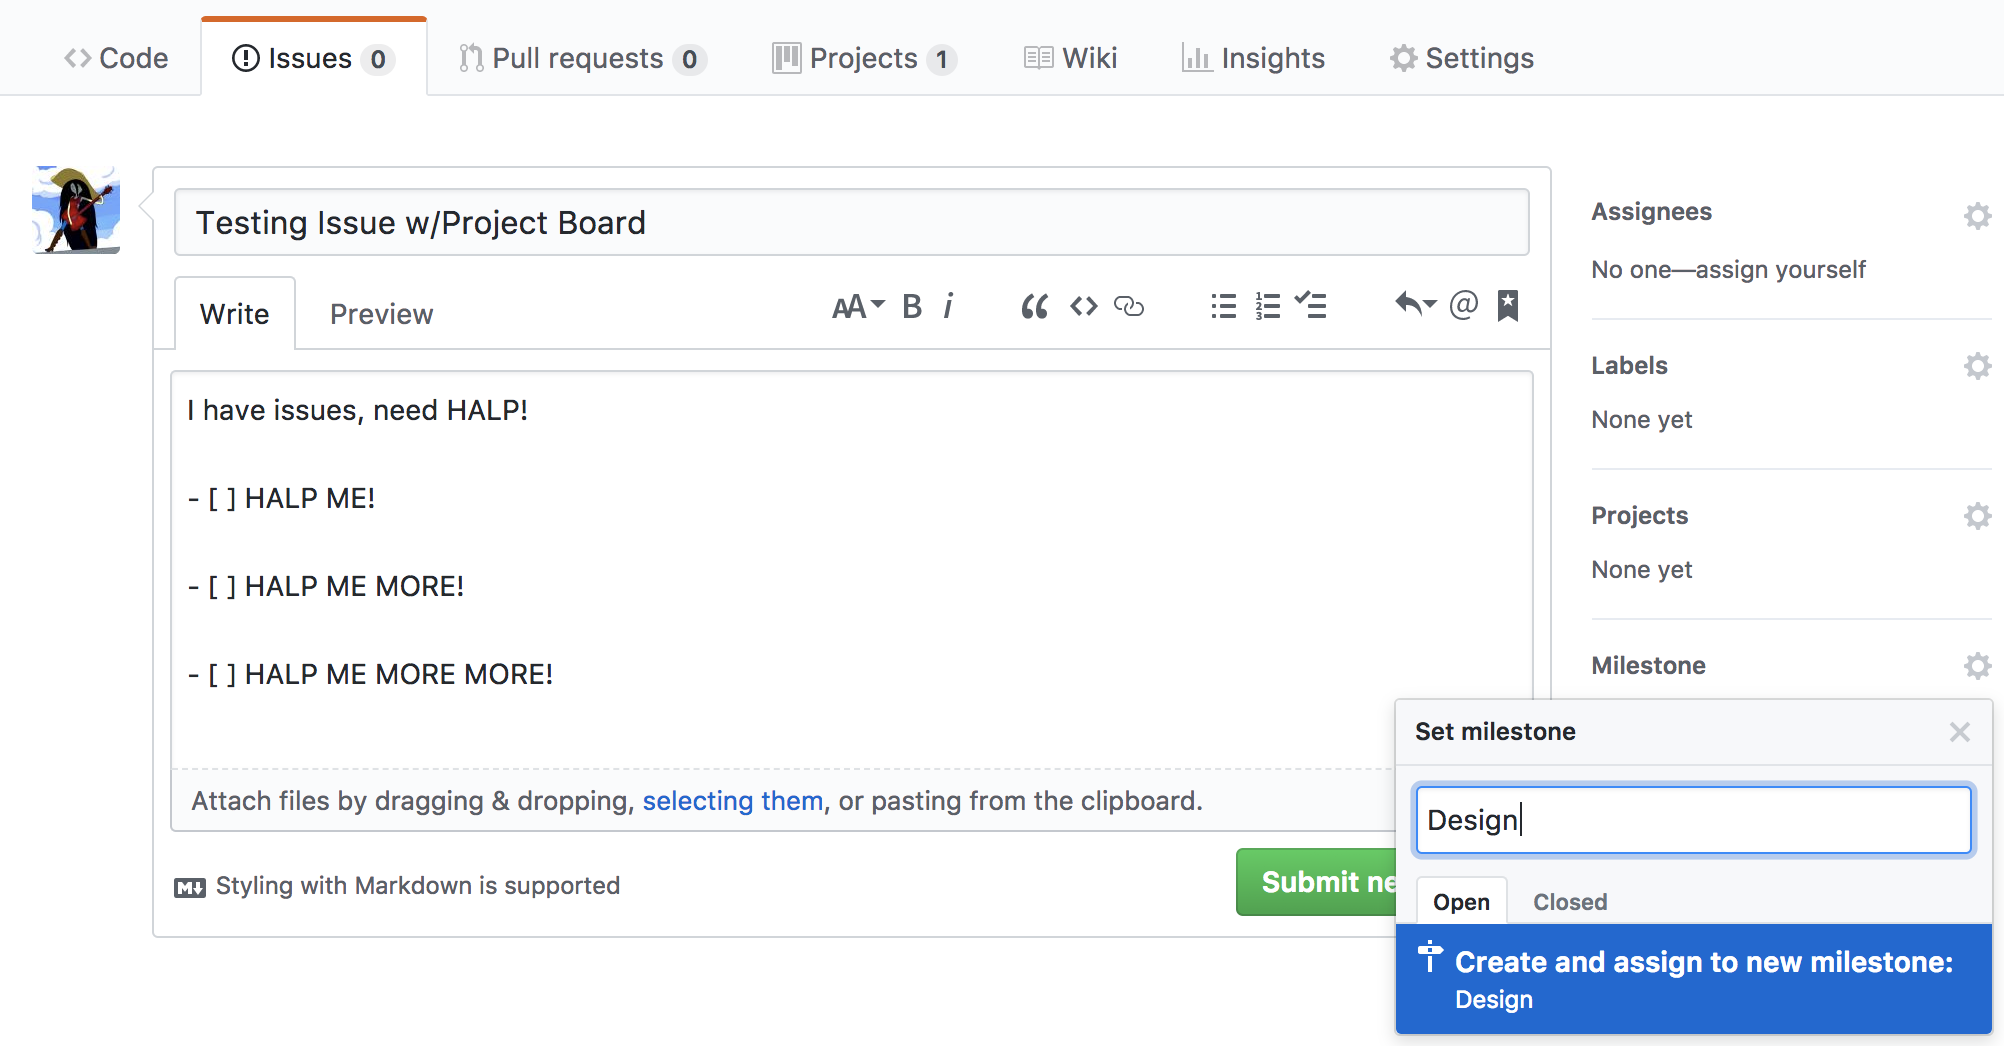 Code Issues 0 Pull requests 0 Projects 1 Wiki Insights Settings
Testing Issue w/Project Board
Write Preview AA B i “ <> @
I have issues, need HALP!
- [ ] HALP ME!
- [ ] HALP ME MORE!
- [ ] HALP ME MORE MORE!
Attach files by dragging & dropping, selecting them, or pasting from the clipboard.
Styling with Markdown is supported
Submit ne
Assignees
No one—assign yourself
Labels
None yet
Projects
None yet
Milestone
Set milestone
Design
Open Closed
Create and assign to new milestone:
Design